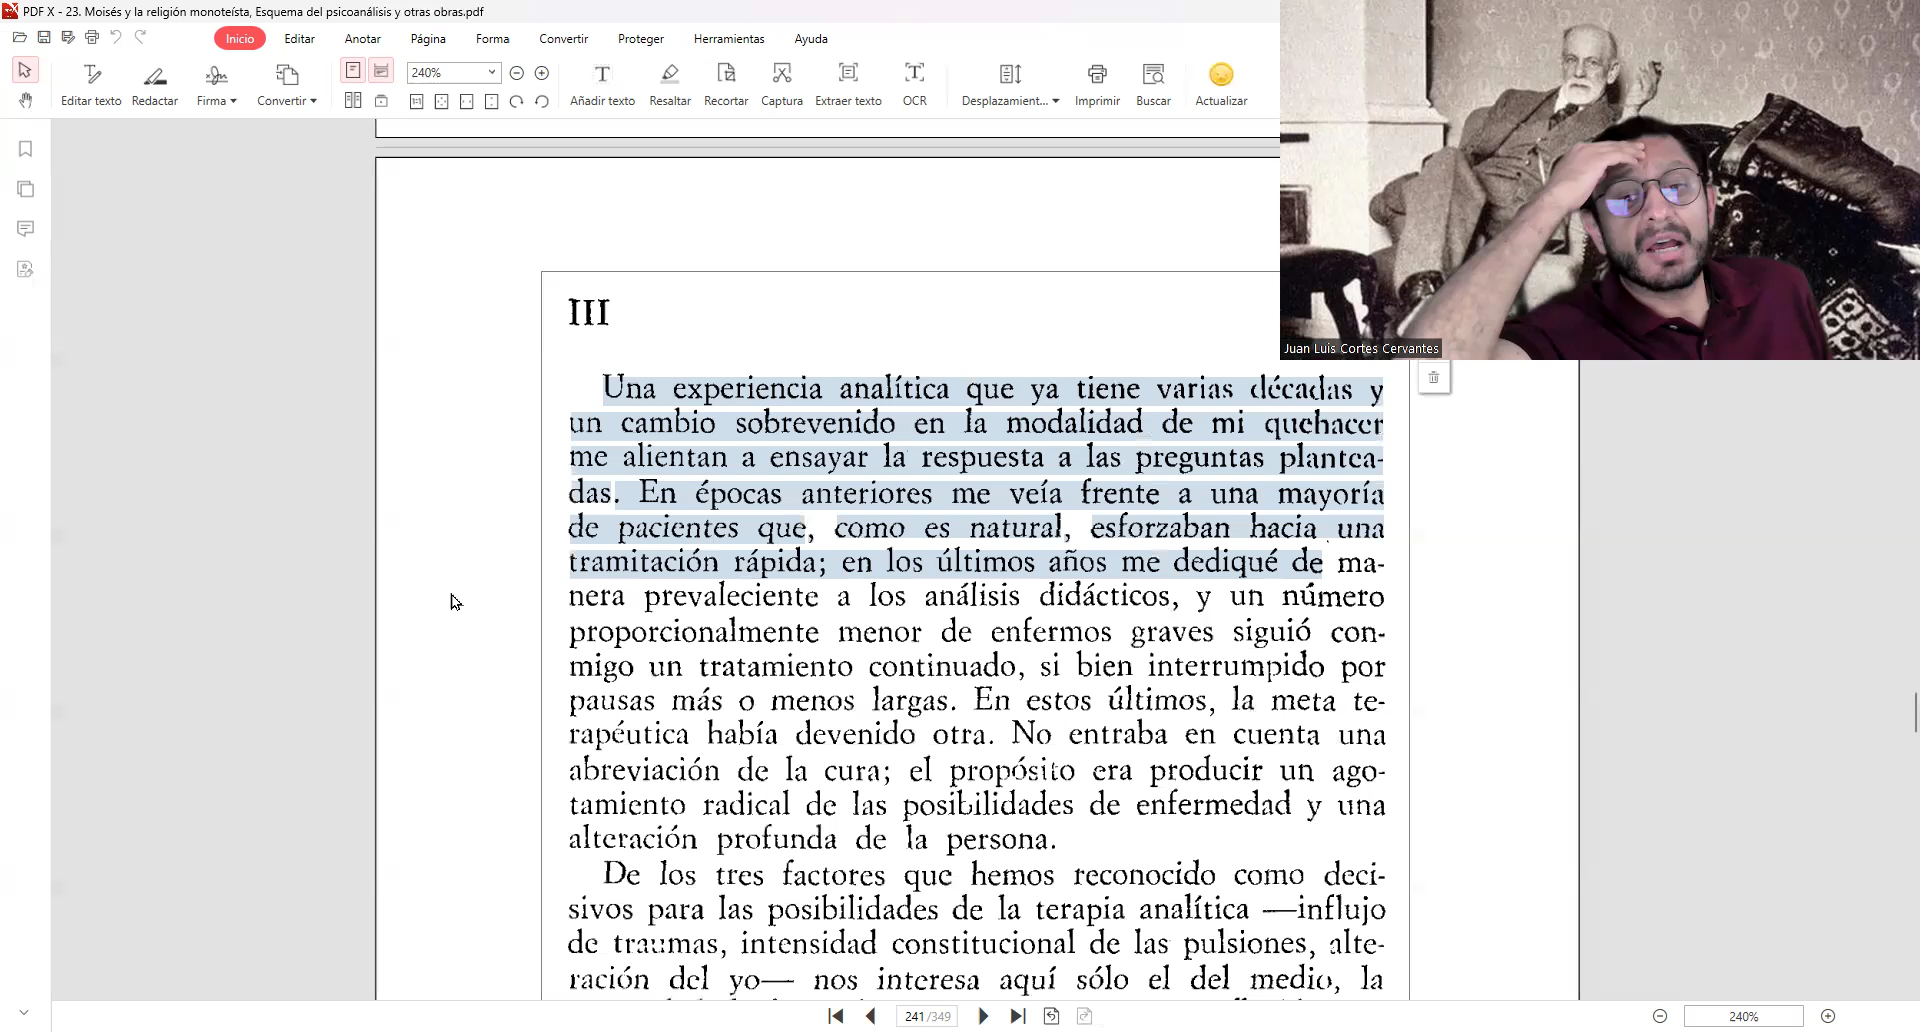 PDF X - 23. Moisés y la religión monoteísta, Esquema del psicoanálisis y otras obras.pdf
Inicio Editar Anotar Página Forma Convertir Proteger Herramientas Ayuda
240%
Editar texto Redactar Firma Convertir Añadir texto Resaltar Recortar Captura Extraer texto OCR Desplazamient... Imprimir Buscar Actualizar
Juan Luis Cortes Cervantes
III
Una experiencia analítica que ya tiene varias décadas y
un cambio sobrevenido en la modalidad de mi quehacer
me alientan a ensayar la respuesta a las preguntas plantea-
das. En épocas anteriores me veía frente a una mayoría
de pacientes que, como es natural, esforzaban hacia una
tramitación rápida; en los últimos años me dediqué de ma-
nera prevaleciente a los análisis didácticos, y un número
proporcionalmente menor de enfermos graves siguió con-
migo un tratamiento continuado, si bien interrumpido por
pausas más o menos largas. En estos últimos, la meta te-
rapéutica había devenido otra. No entraba en cuenta una
abreviación de la cura; el propósito era producir un ago-
tamiento radical de las posibilidades de enfermedad y una
alteración profunda de la persona.
De los tres factores que hemos reconocido como deci-
sivos para las posibilidades de la terapia analítica —influjo
de traumas, intensidad constitucional de las pulsiones, alte-
ración del yo— nos interesa aquí sólo el del medio, la
241/349
240%